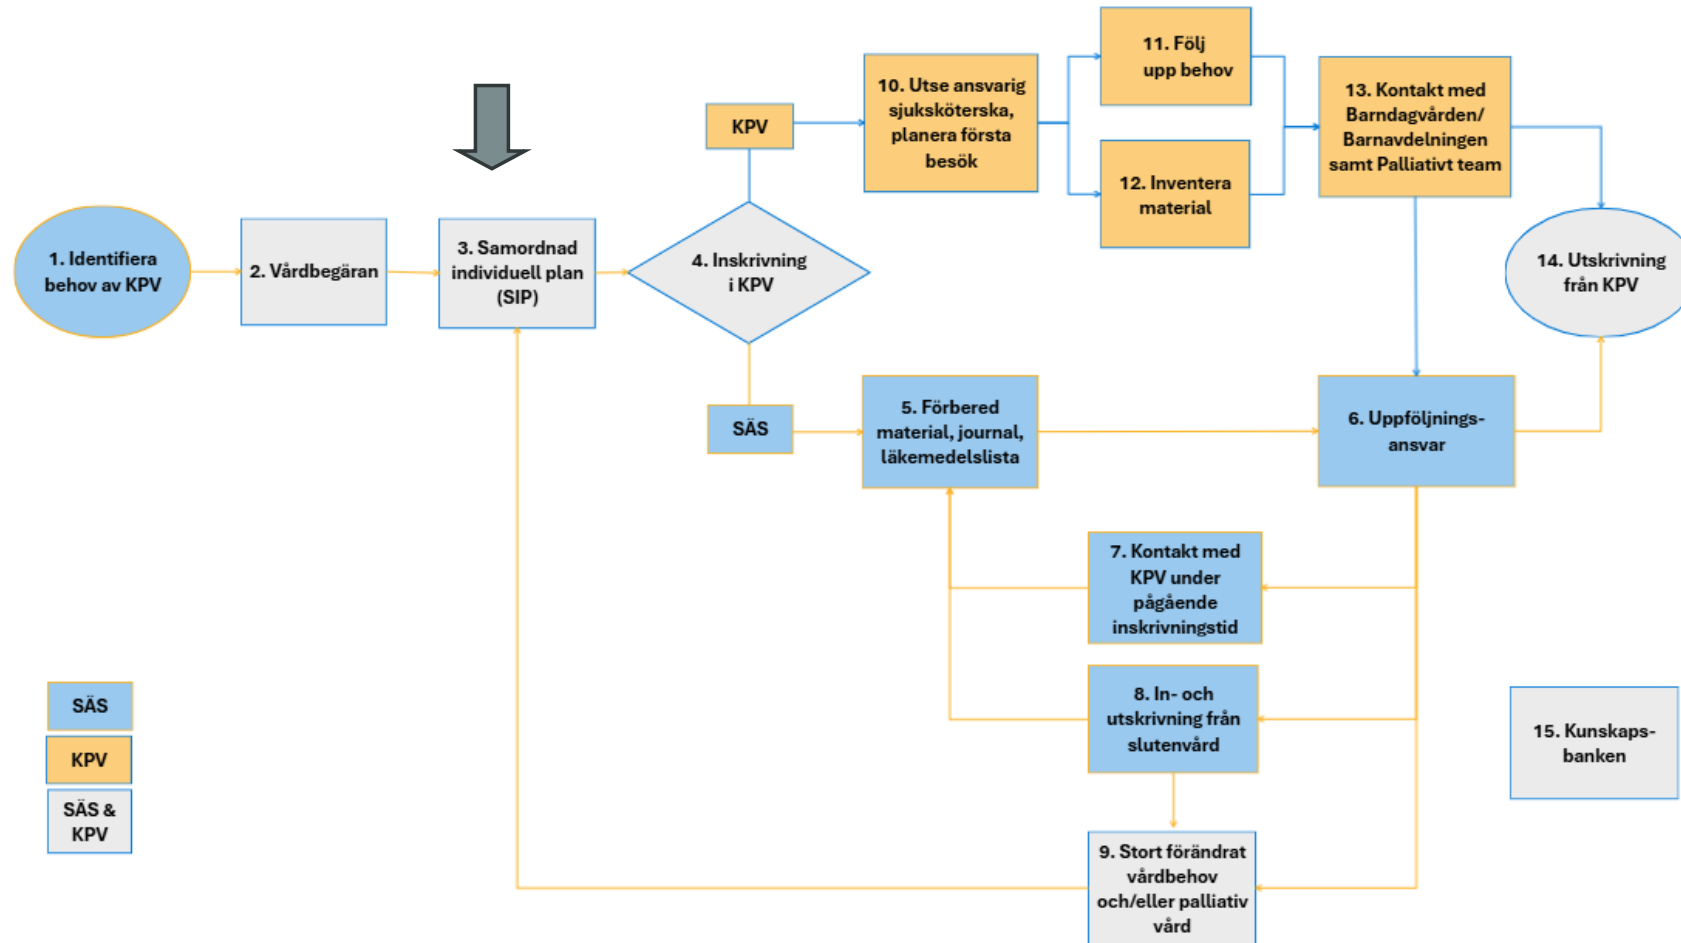 1. Identifiera
behov av KPV
2. Vårdbegäran
3. Samordnad
individuell plan
(SIP)
4. Inskrivning
i KPV
KPV
10. Utse ansvarig
sjuksköterska,
planera första
besök
11. Följ
upp behov
12. Inventera
material
13. Kontakt med
Barndagvården/
Barnavdelningen
samt Palliativt team
14. Utskrivning
från KPV
SÄS
5. Förbered
material, journal,
läkemedelslista
6. Uppföljnings-
ansvar
7. Kontakt med
KPV under
pågående
inskrivningstid
8. In- och
utskrivning från
slutenvård
9. Stort förändrat
vårdbehov
och/eller palliativ
vård
15. Kunskaps-
banken
SÄS
KPV
SÄS &
KPV